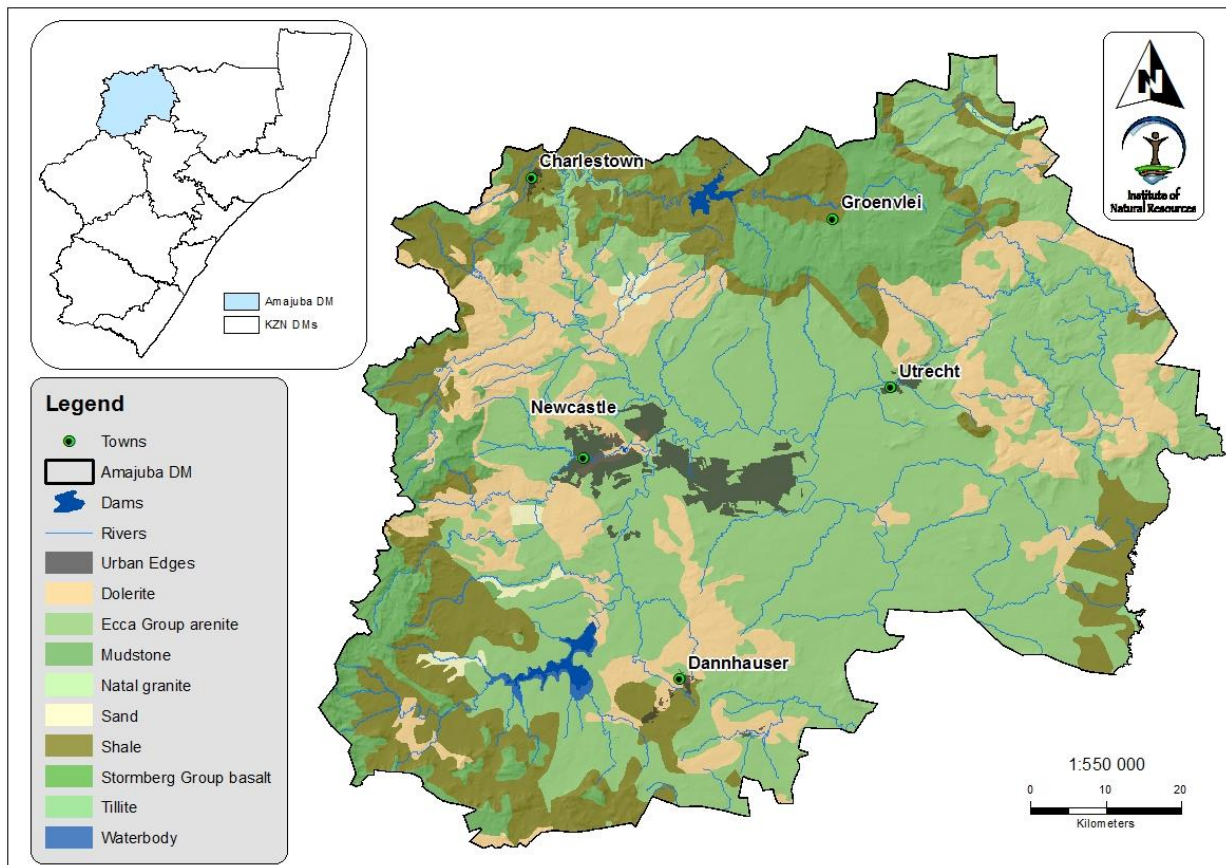 Amajuba DM
KZN DMs
N
Institute of
Natural Resources
Charlestown
Groenvlei
Utrecht
Newcastle
Dannhauser
Legend
Towns
Amajuba DM
Dams
Rivers
Urban Edges
Dolerite
Ecca Group arenite
Mudstone
Natal granite
Sand
Shale
Stormberg Group basalt
Tillite
Waterbody
1:550 000
0 10 20
Kilometers